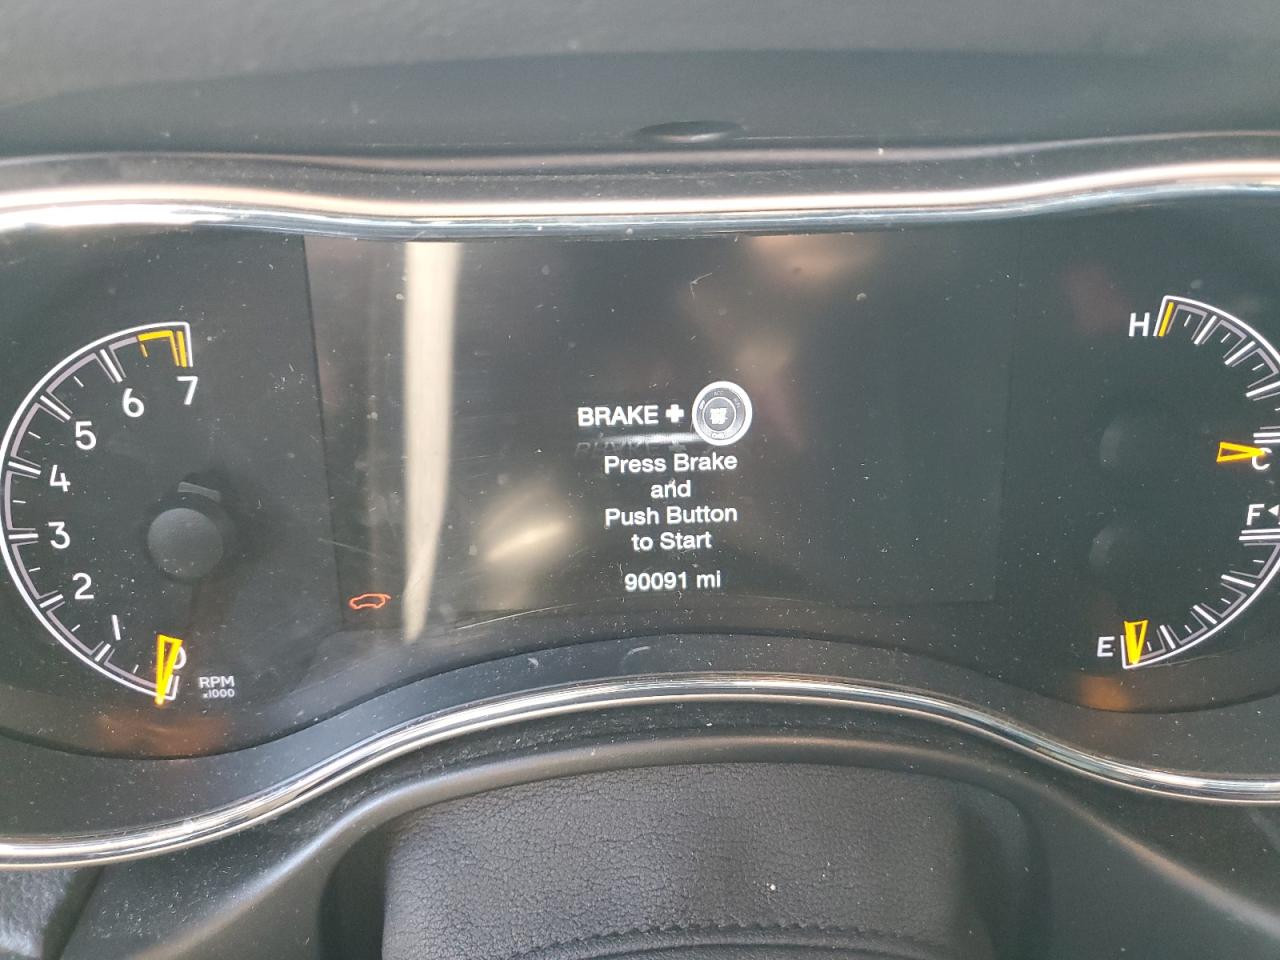 7
6
5
4
3
2
1
0
RPM
x1000
BRAKE +
Press Brake
and
Push Button
to Start
90091 mi
H
C
F
E